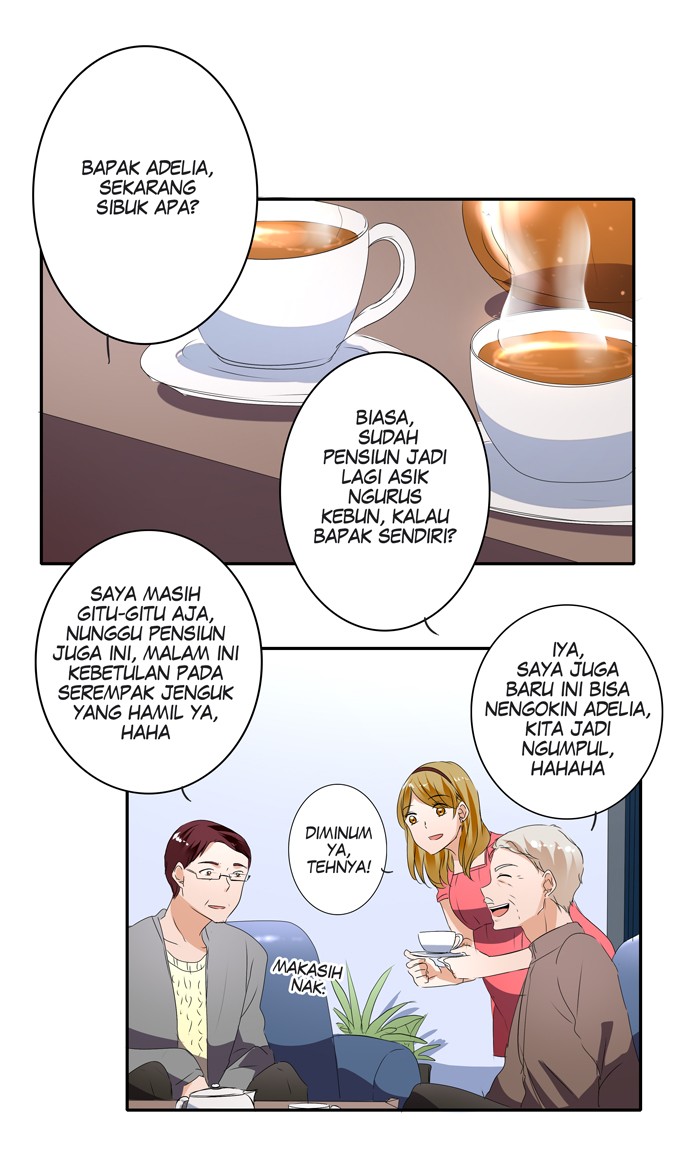 BAPAK ADELIA,
SEKARANG
SIBUK APA?
BIASA,
SUDAH
PENSIUN JADI
LAGI ASIK
NGURUS
KEBUN, KALAU
BAPAK SENDIRI?
SAYA MASIH
GITU-GITU AJA,
NUNGGU PENSIUN
JUGA INI, MALAM INI
KEBETULAN PADA
SEREMPAK JENGUK
YANG HAMIL YA,
HAHA
IYA,
SAYA JUGA
BARU INI BISA
NENGOKIN ADELIA,
KITA JADI
NGUMPUL,
HAHAHA
DIMINUM
YA,
TEHNYA!
MAKASIH
NAK.